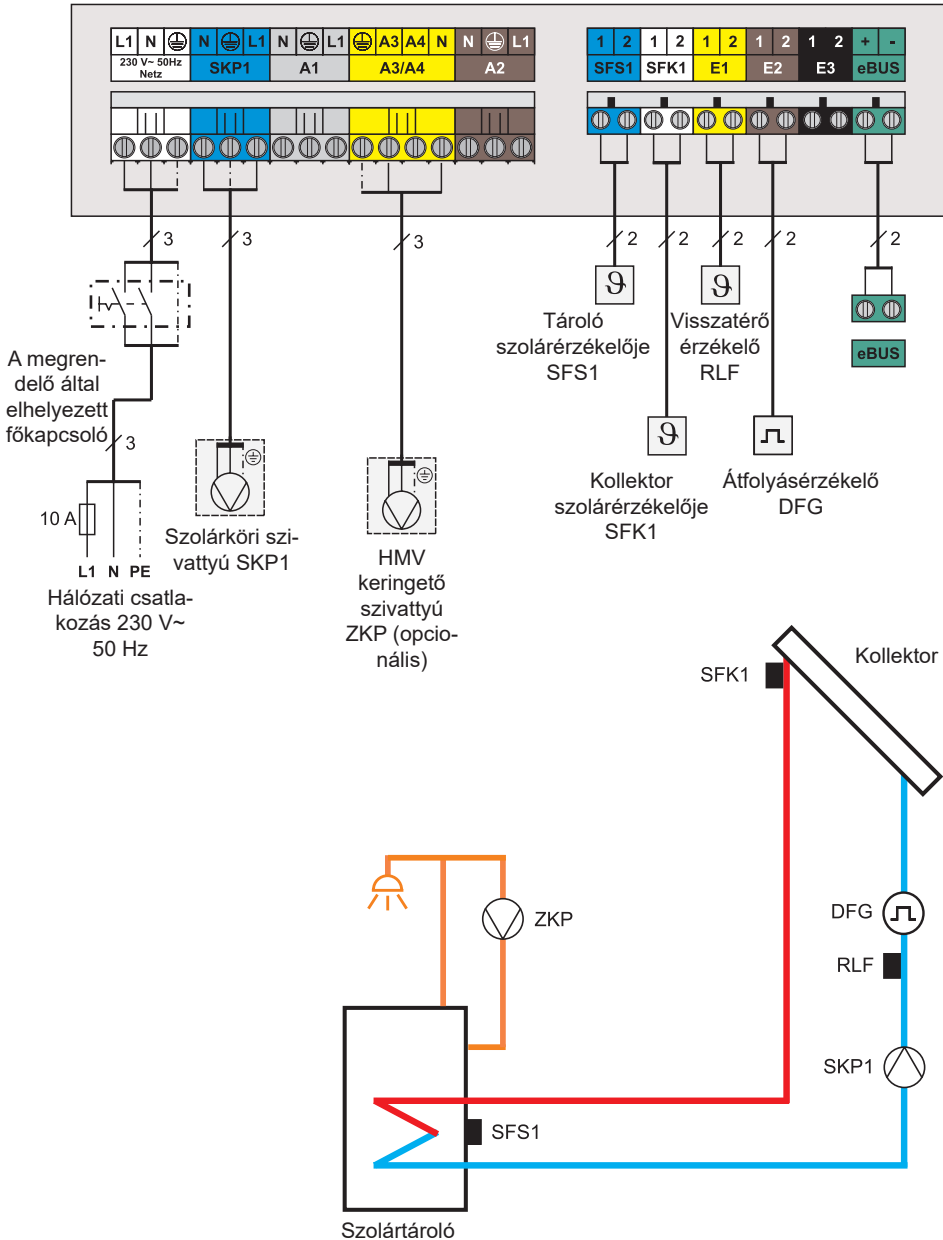 L1 N N L1 N L1 A3 A4 N N L1
230 V~ 50Hz
Netz
SKP1 A1 A3/A4 A2
1 2 1 2 1 2 1 2 1 2 + -
SFS1 SFK1 E1 E2 E3 eBUS
3 3 3 2 2 2 2 2
ϑ ϑ
Tároló
szolárérzékelője
SFS1
Visszatérő
érzékelő
RLF
eBUS
A megren-
delő által
elhelyezett
főkapcsoló
3
ϑ
Kollektor
szolárérzékelője
SFK1
Átfolyásérzékelő
DFG
10 A
L1 N PE
Hálózati csatla-
kozás 230 V~
50 Hz
Szolárköri szi-
vattyú SKP1
HMV
keringető
szivattyú
ZKP (opcio-
nális)
Kollektor
SFK1
ZKP
DFG
RLF
SKP1
SFS1
Szolártároló